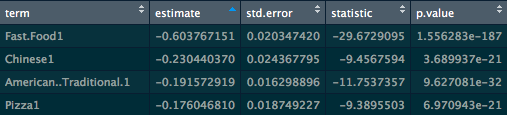 term estimate std.error statistic p.value
Fast.Food1 -0.603767151 0.020347420 -29.6729095 1.556283e-187
Chinese1 -0.230440370 0.024367795 -9.4567594 3.689937e-21
American..Traditional.1 -0.191572919 0.016298896 -11.7537357 9.627081e-32
Pizza1 -0.176046810 0.018749227 -9.3895503 6.970943e-21